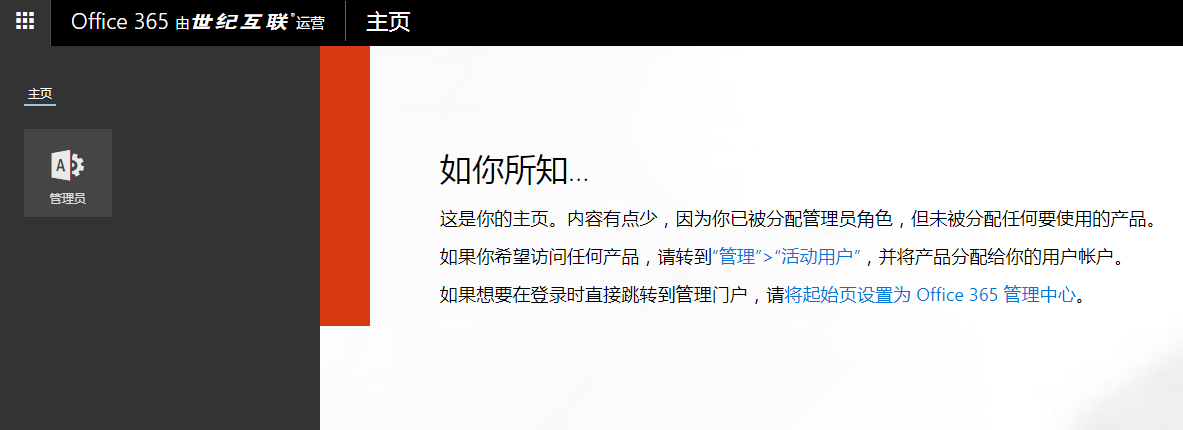 Office 365 由世纪互联®运营
主页
主页
A
管理员
如你所知...
这是你的主页。内容有点少，因为你已被分配管理员角色，但未被分配任何要使用的产品。
如果你希望访问任何产品，请转到“管理”>“活动用户”，并将产品分配给你的用户帐户。
如果想要在登录时直接跳转到管理门户，请将起始页设置为 Office 365 管理中心。